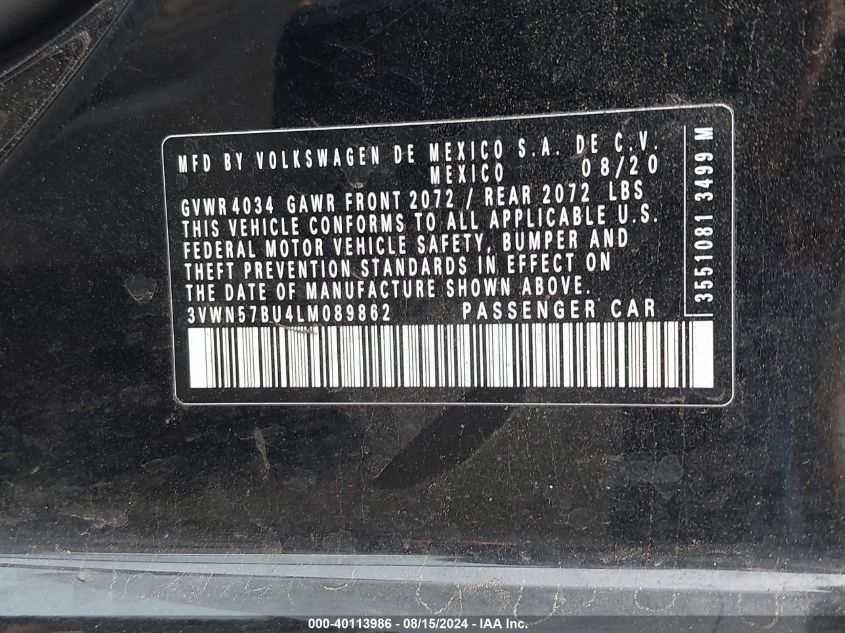 MFD BY VOLKSWAGEN DE MEXICO S.A. DE C.V.
MEXICO 08/20
GVWR 4034 GAWR FRONT 2072 / REAR 2072 LBS
THIS VEHICLE CONFORMS TO ALL APPLICABLE U.S.
FEDERAL MOTOR VEHICLE SAFETY, BUMPER AND
THEFT PREVENTION STANDARDS IN EFFECT ON
THE DATE OF MANUFACTURE SHOWN ABOVE.
3VWN57BU4LM089862 PASSENGER CAR
3551081 3499 M
000-40113986 - 08/15/2024 - IAA Inc.